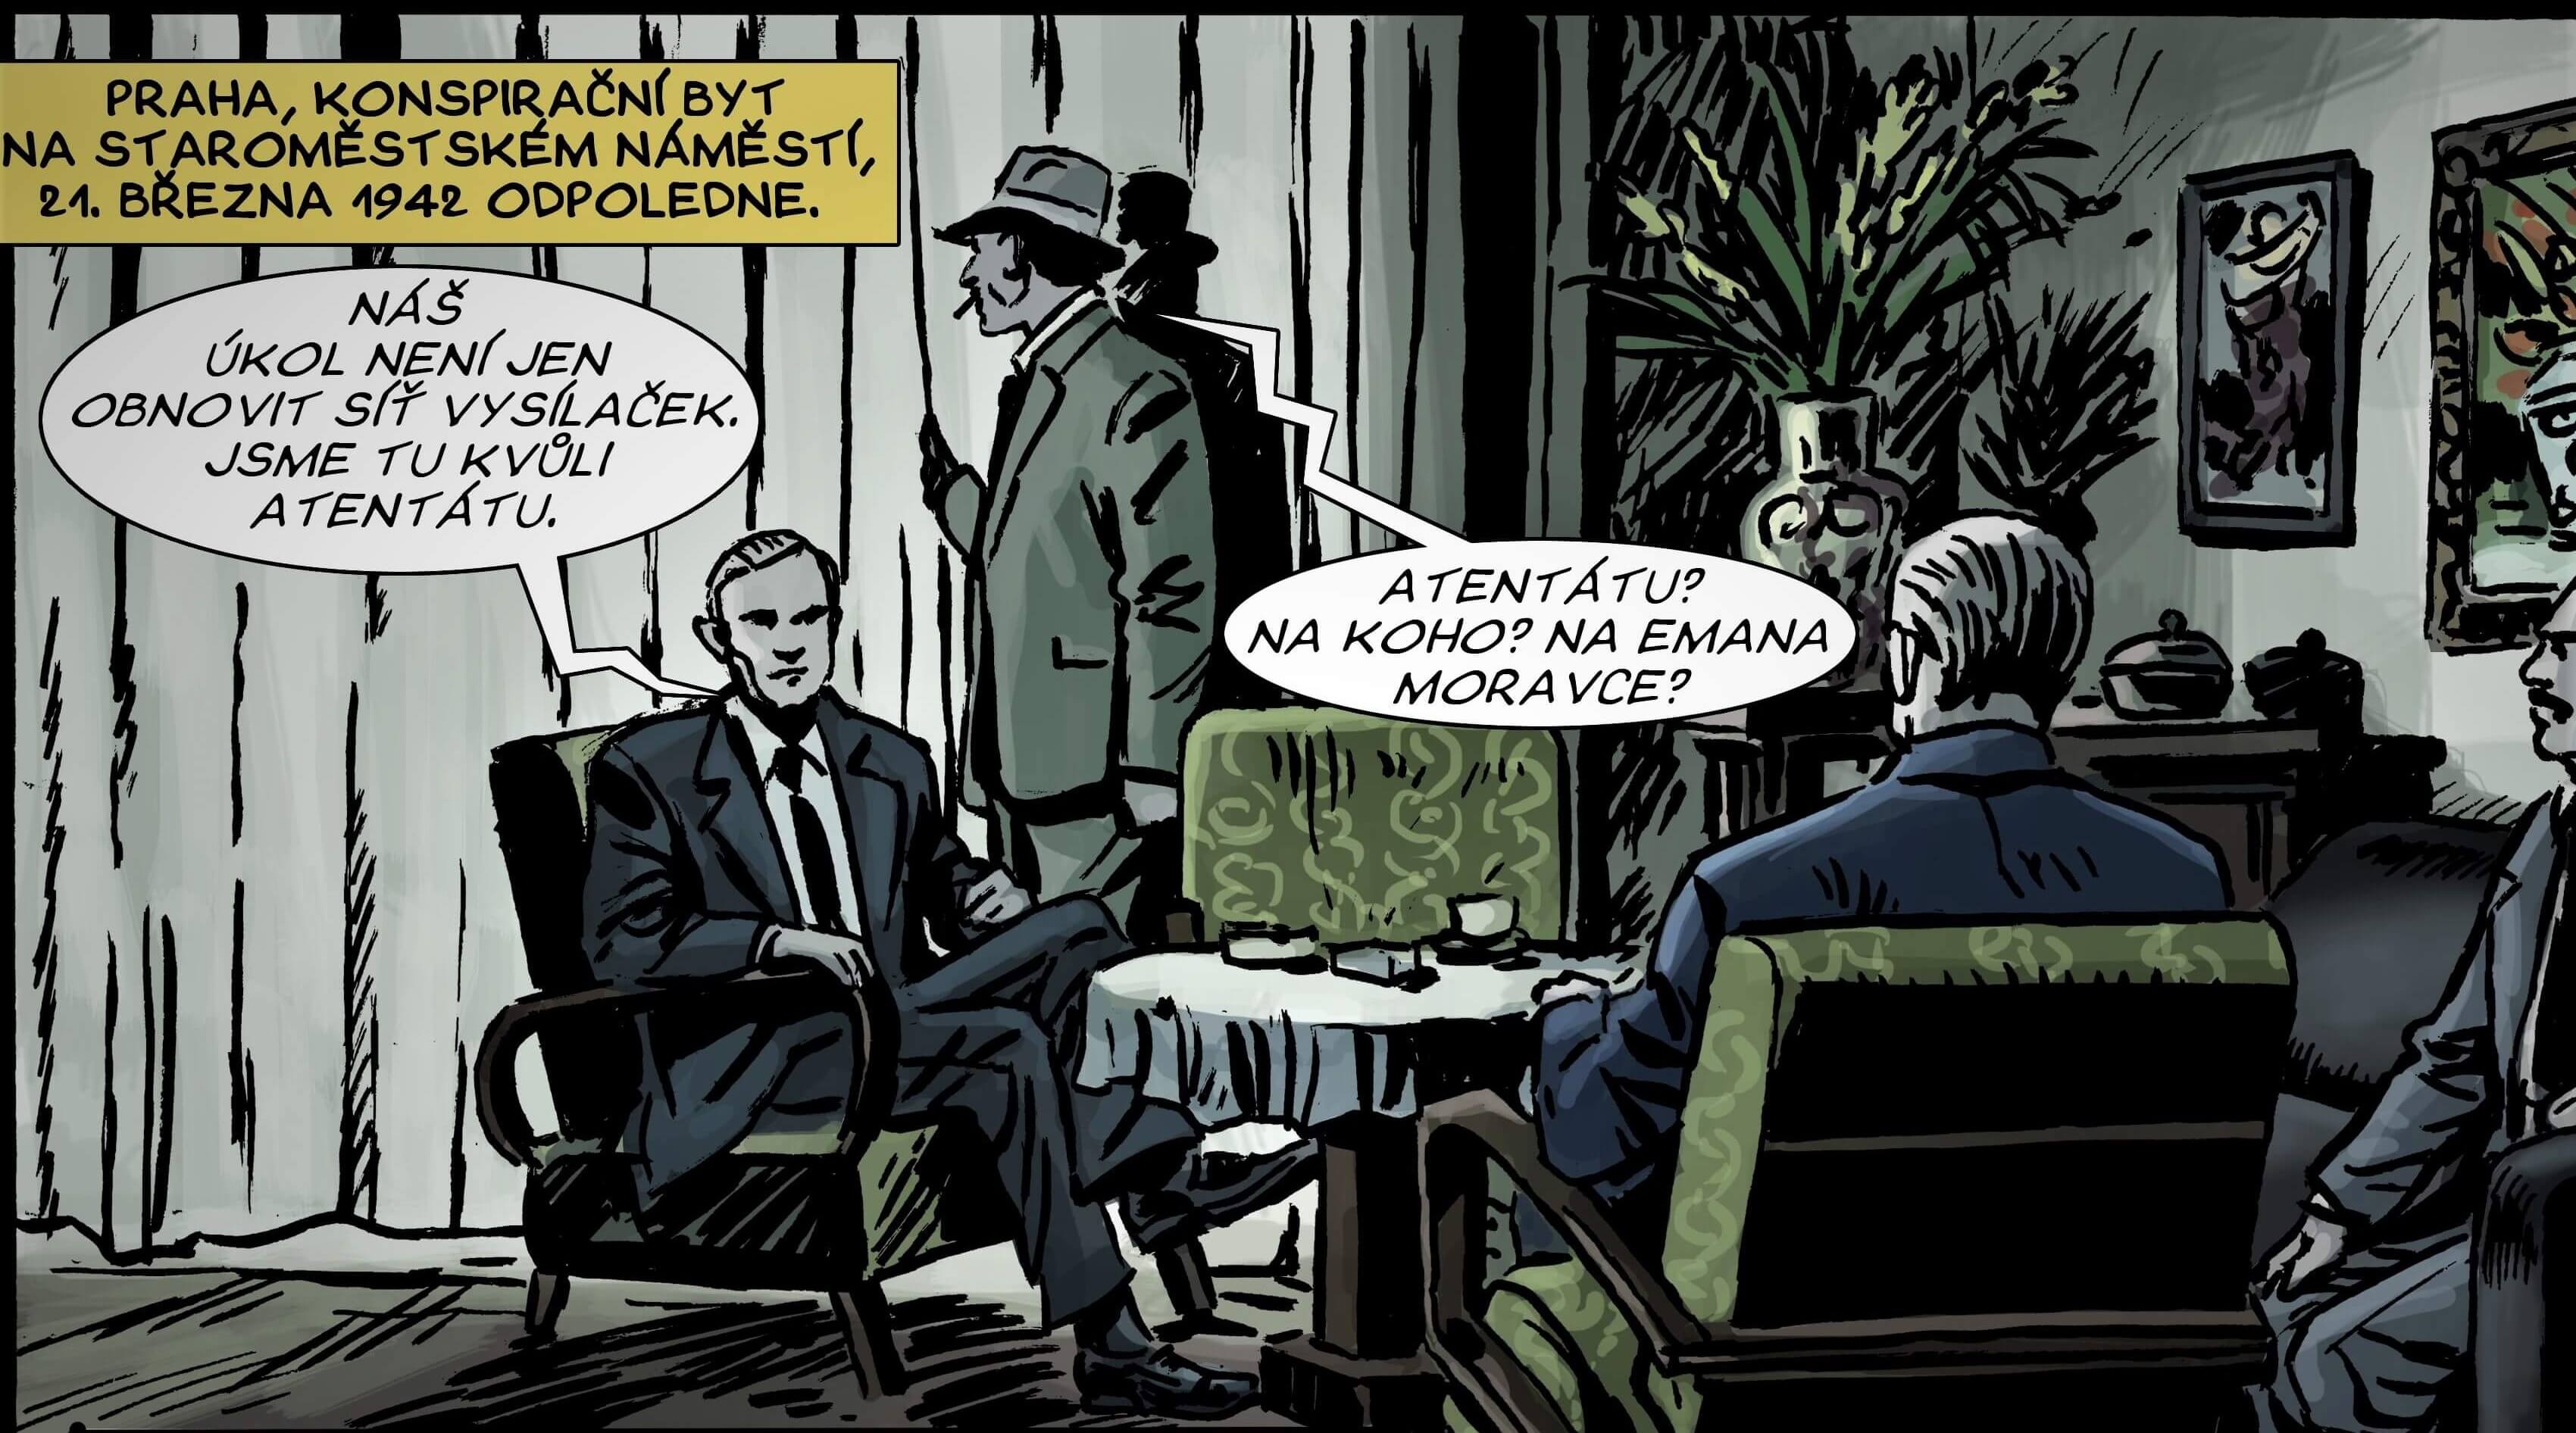 PRAHA, KONSPIRAČNÍ BYT
NA STAROMĚSTSKÉM NÁMĚSTÍ,
21. BŘEZNA 1942 ODPOLEDNE.
NÁŠ
ÚKOL NENÍ JEN
OBNOVIT SÍŤ VYSÍLAČEK.
JSME TU KVŮLI
ATENTÁTU.
ATENTÁTU?
NA KOHO? NA EMANA
MORAVCE?